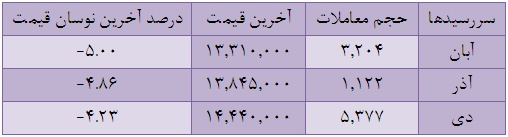 سررسیدها حجم معاملات آخرین قیمت درصد آخرین نوسان قیمت
آبان ۳,۲۰۴ ۱۳,۳۱۰,۰۰۰ -۵.۰۰
آذر ۱,۱۲۲ ۱۳,۸۴۵,۰۰۰ -۴.۸۶
دی ۵,۳۷۷ ۱۴,۴۴۰,۰۰۰ -۴.۲۳